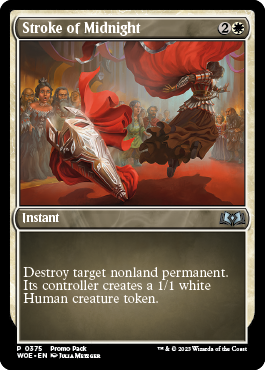 Stroke of Midnight 2
Instant
Destroy target nonland permanent.
Its controller creates a 1/1 white
Human creature token.
P 0375 Promo Pack
WOE • EN Julia Metzger
™ & © 2023 Wizards of the Coast